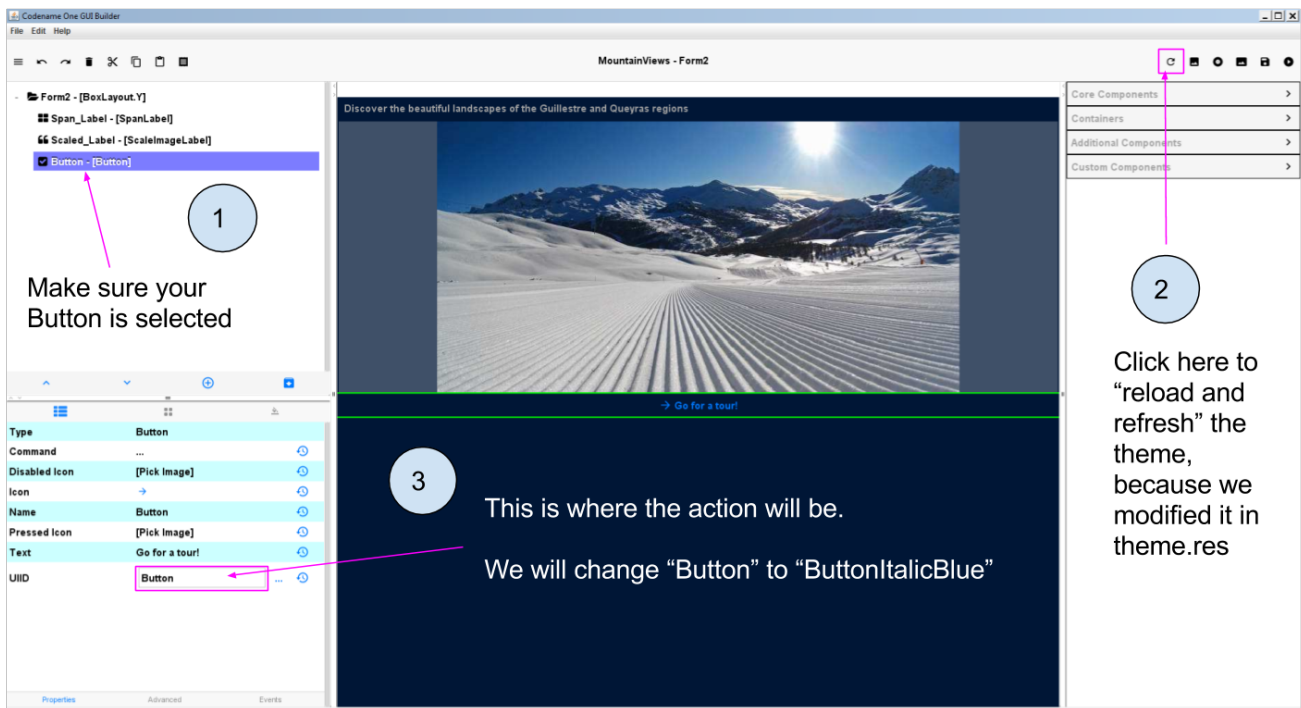 Codename One GUI Builder
File Edit Help
MountainViews - Form2
Form2 - [BoxLayout.Y]
Span_Label - [SpanLabel]
Scaled_Label - [ScaleImageLabel]
Button - [Button]
1
Make sure your
Button is selected
Discover the beautiful landscapes of the Guillestre and Queyras regions
→ Go for a tour!
Core Components
Containers
Additional Components
Custom Components
2
Click here to
“reload and
refresh” the
theme,
because we
modified it in
theme.res
Type Button
Command ...
Disabled Icon [Pick Image]
Icon →
Name Button
Pressed Icon [Pick Image]
Text Go for a tour!
UIID Button ...
3
This is where the action will be.
We will change “Button” to “ButtonItalicBlue”
Properties Advanced Events